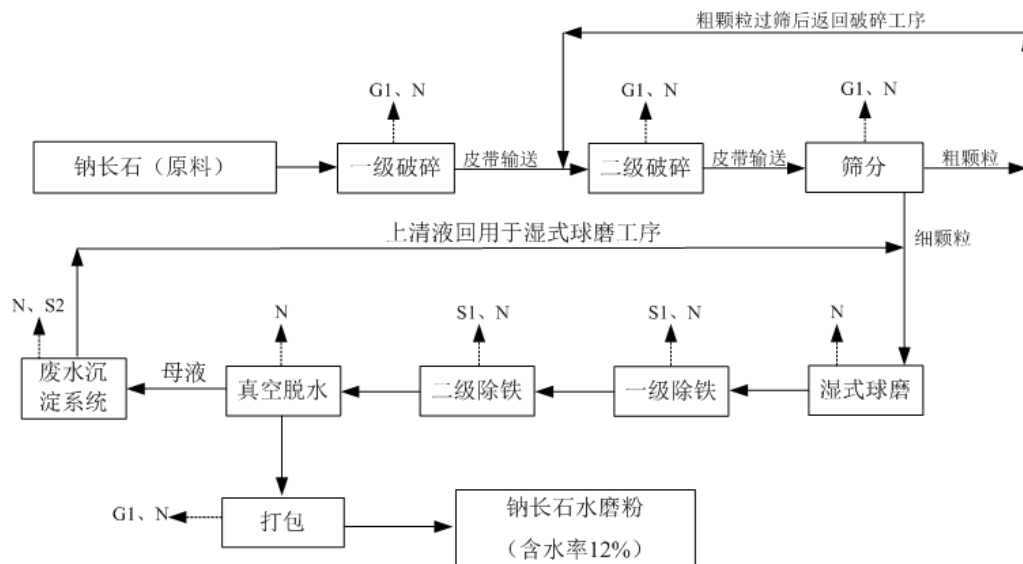 粗颗粒过筛后返回破碎工序
G1、N
G1、N
G1、N
钠长石（原料）
一级破碎
皮带输送
二级破碎
皮带输送
筛分
粗颗粒
上清液回用于湿式球磨工序
细颗粒
N、S2
N
S1、N
S1、N
N
废水沉
淀系统
母液
真空脱水
二级除铁
一级除铁
湿式球磨
G1、N
打包
钠长石水磨粉
（含水率12%）